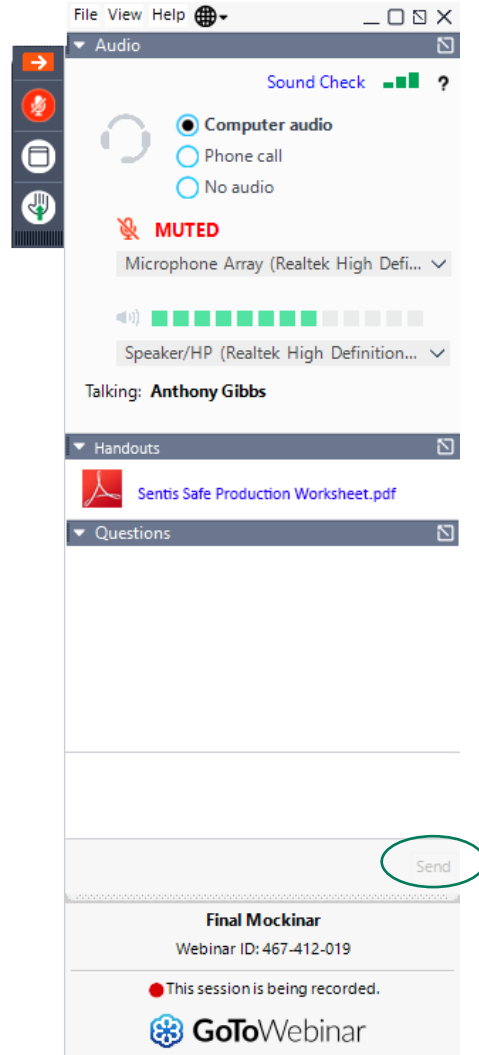 File View Help
Audio
Sound Check ?
Computer audio
Phone call
No audio
MUTED
Microphone Array (Realtek High Defi...
Speaker/HP (Realtek High Definition...
Talking: Anthony Gibbs
Handouts
Sentis Safe Production Worksheet.pdf
Questions
Send
Final Mockinar
Webinar ID: 467-412-019
This session is being recorded.
GoToWebinar